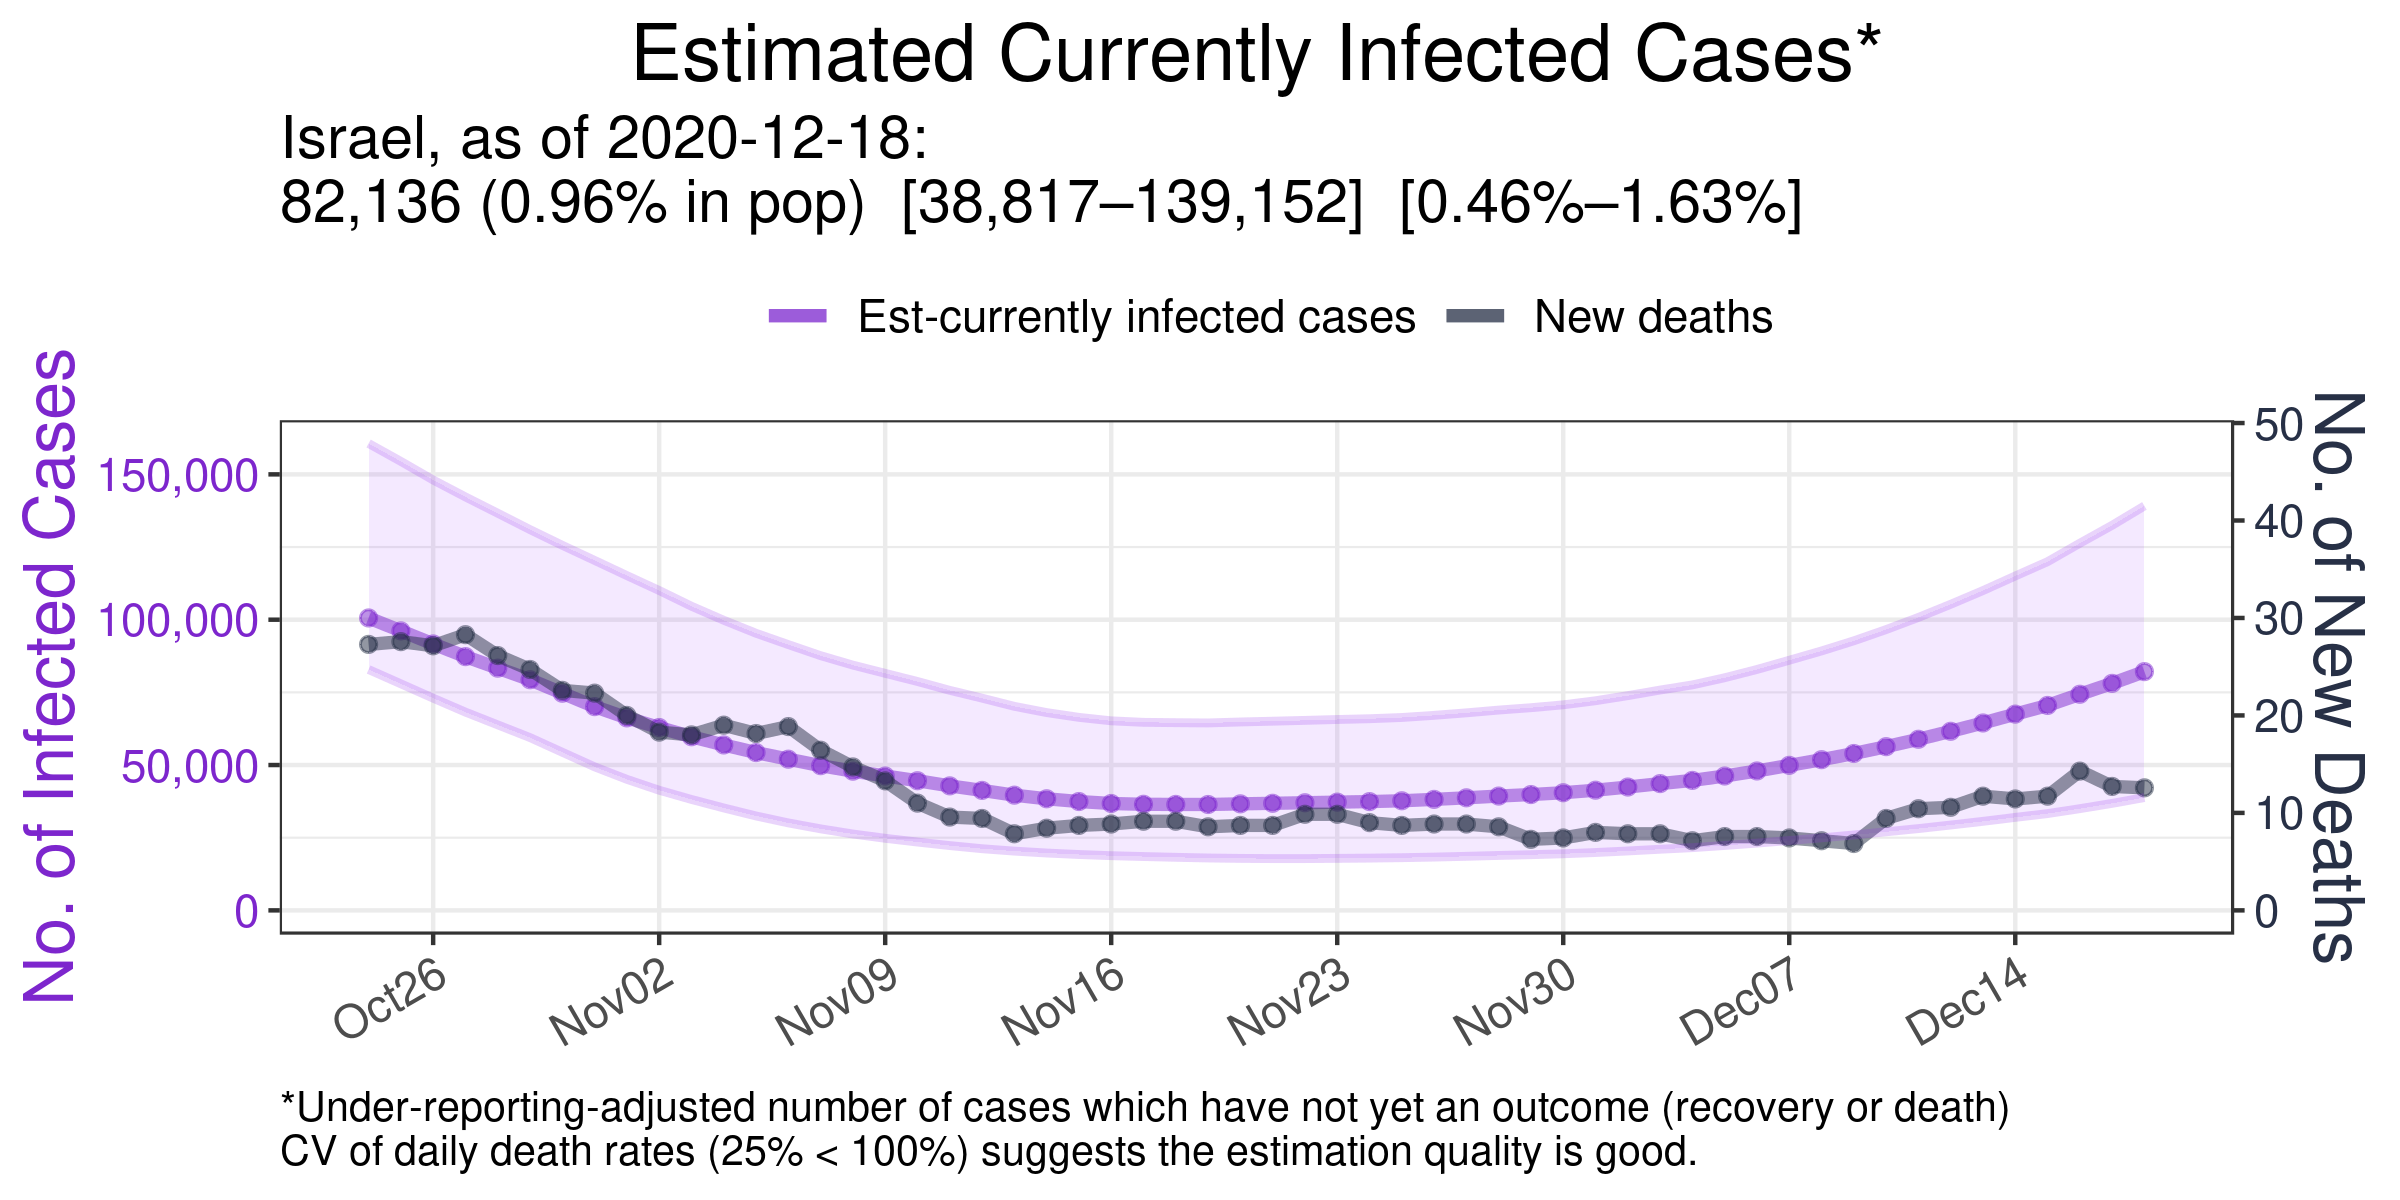 Estimated Currently Infected Cases*
Israel, as of 2020-12-18:
82,136 (0.96% in pop)  [38,817–139,152]  [0.46%–1.63%]
Est-currently infected cases
New deaths
No. of Infected Cases
150,000
100,000
50,000
0
50
40
30
20
10
0
No. of New Deaths
Oct26
Nov02
Nov09
Nov16
Nov23
Nov30
Dec07
Dec14
*Under-reporting-adjusted number of cases which have not yet an outcome (recovery or death)
CV of daily death rates (25% < 100%) suggests the estimation quality is good.